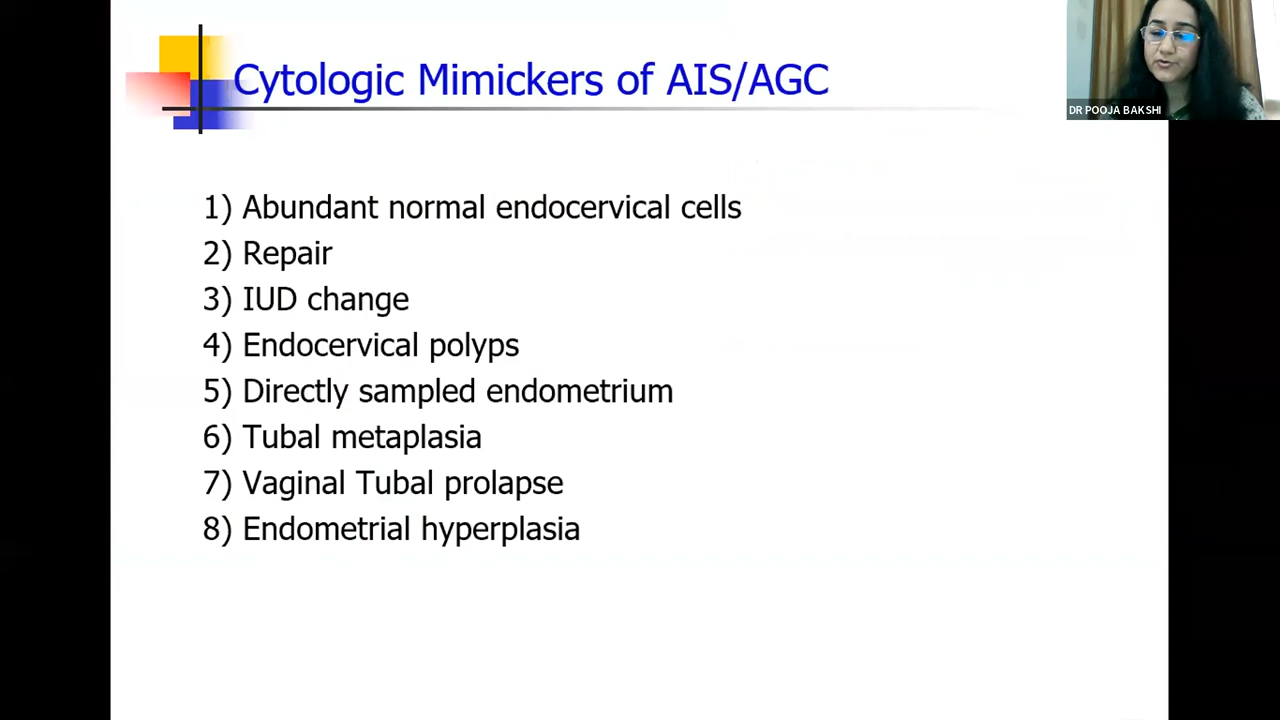 Cytologic Mimickers of AIS/AGC
DR POOJA BAKSHI
1) Abundant normal endocervical cells
2) Repair
3) IUD change
4) Endocervical polyps
5) Directly sampled endometrium
6) Tubal metaplasia
7) Vaginal Tubal prolapse
8) Endometrial hyperplasia